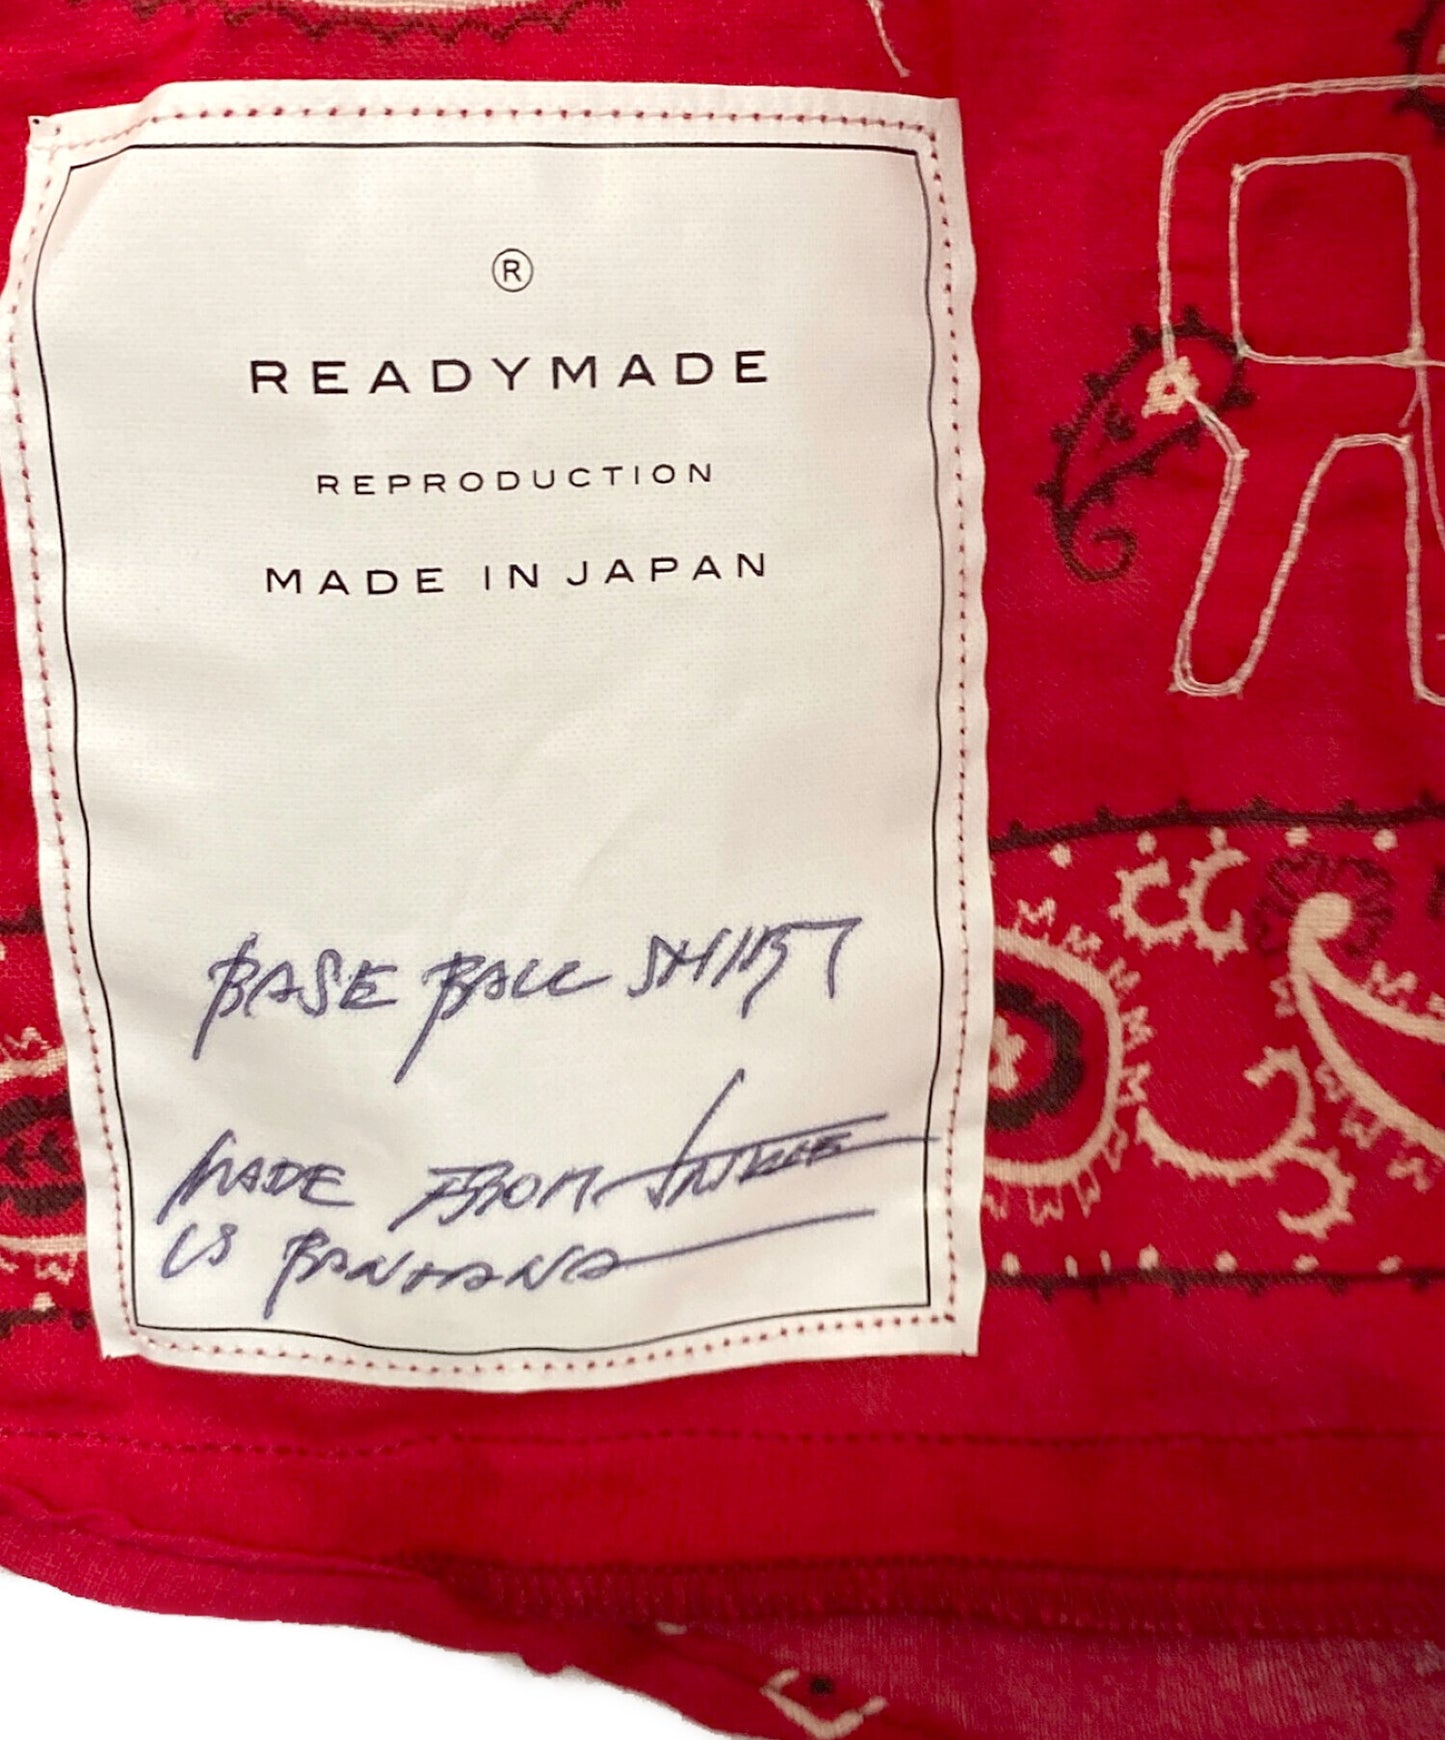 ®
READYMADE
REPRODUCTION
MADE IN JAPAN
BASE BALL SHIRT
MADE FROM
US BANDANA